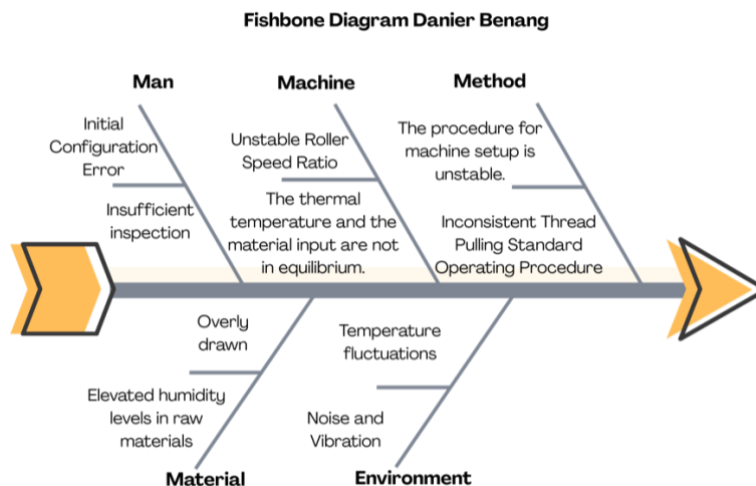 Fishbone Diagram Danier Benang
Man
Machine
Method
Initial
Configuration
Error
Insufficient
inspection
Unstable Roller
Speed Ratio
The thermal
temperature and the
material input are not
in equilibrium.
The procedure for
machine setup is
unstable.
Inconsistent Thread
Pulling Standard
Operating Procedure
Overly
drawn
Elevated humidity
levels in raw
materials
Temperature
fluctuations
Noise and
Vibration
Material
Environment